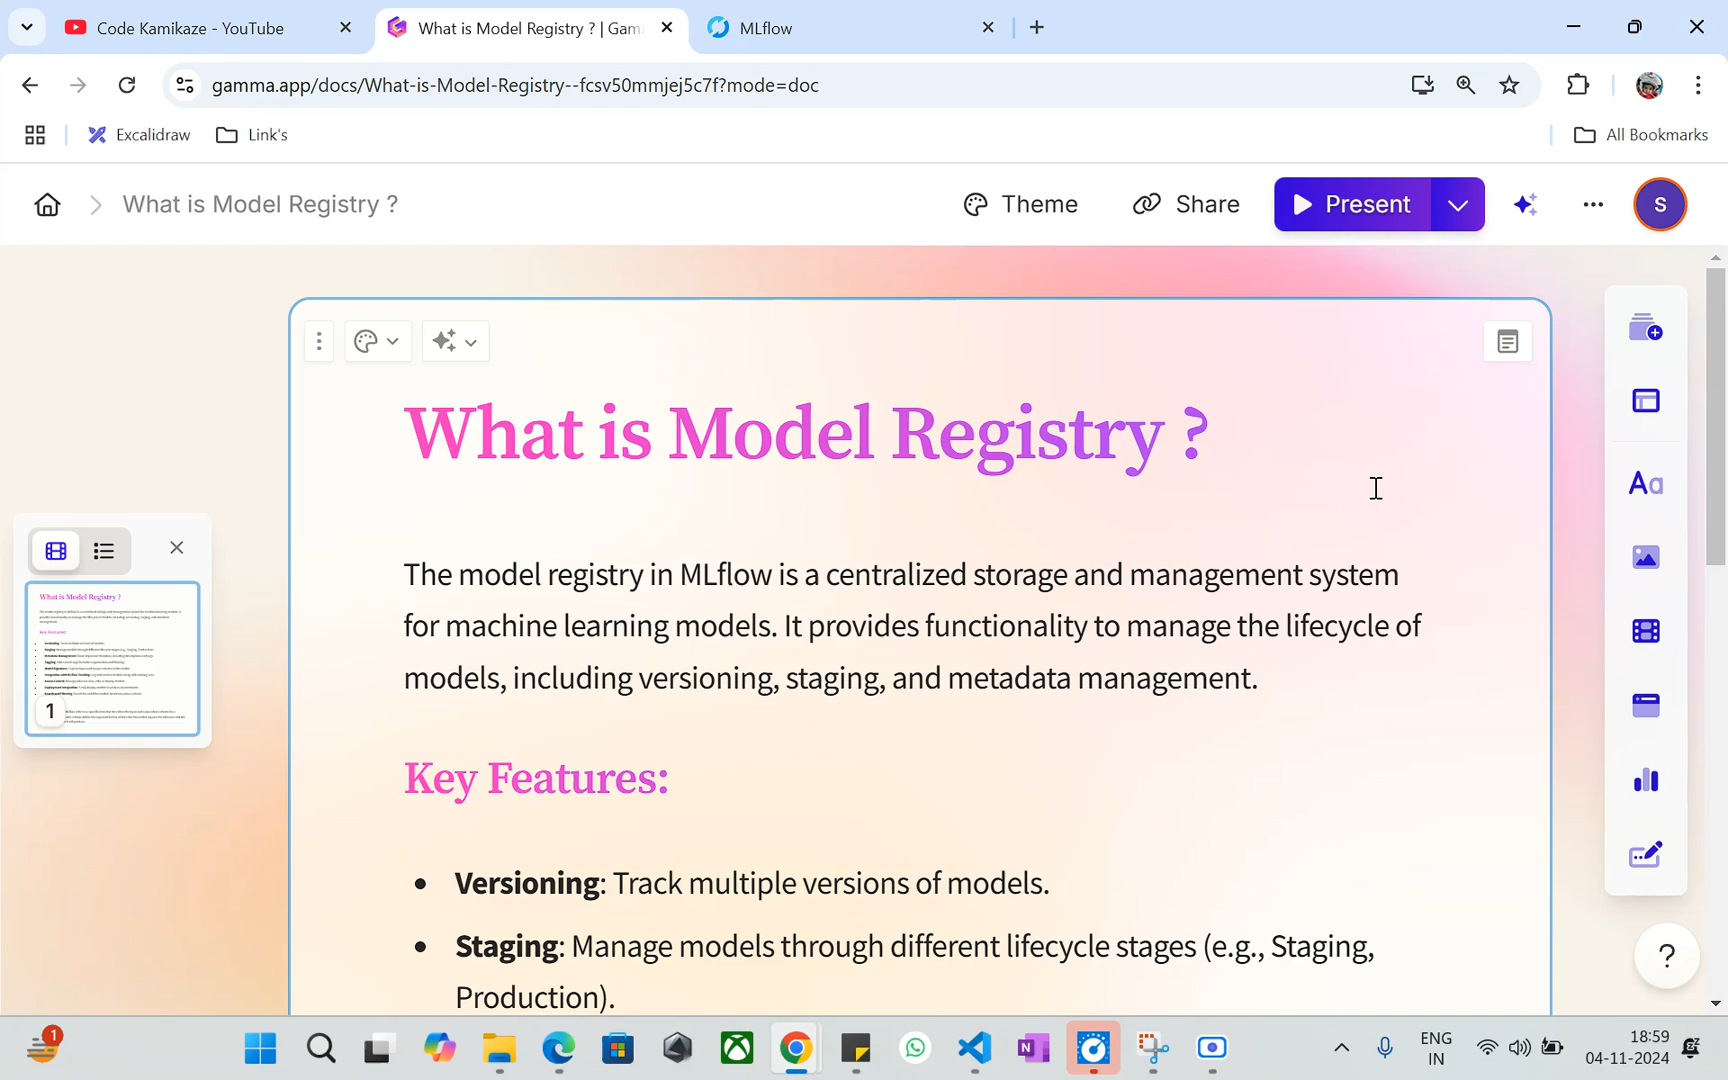 Code Kamikaze - YouTube
What is Model Registry ? | Gam
MLflow
gamma.app/docs/What-is-Model-Registry--fcsv50mmjej5c7f?mode=doc
Excalidraw
Link's
All Bookmarks
What is Model Registry ?
Theme
Share
Present
S
What is Model Registry ?
The model registry in MLflow is a centralized storage and management system
for machine learning models. It provides functionality to manage the lifecycle of
models, including versioning, staging, and metadata management.
Key Features:
Versioning: Track multiple versions of models.
Staging: Manage models through different lifecycle stages (e.g., Staging,
Production).
What is Model Registry ?
Key Features:
1
Aa
?
1
ENG
IN
18:59
04-11-2024